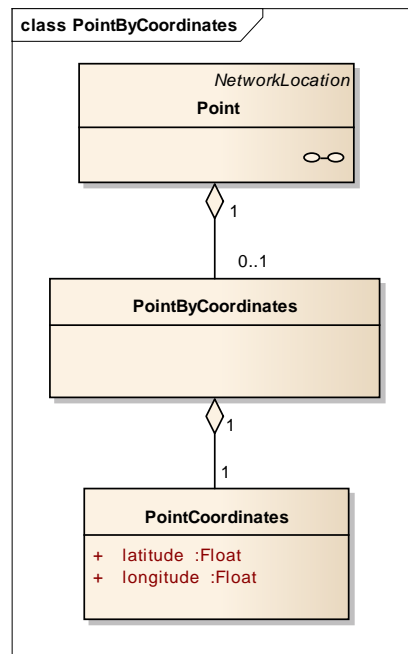 class PointByCoordinates
NetworkLocation
Point
1
0..1
PointByCoordinates
1
1
PointCoordinates
+ latitude :Float
+ longitude :Float